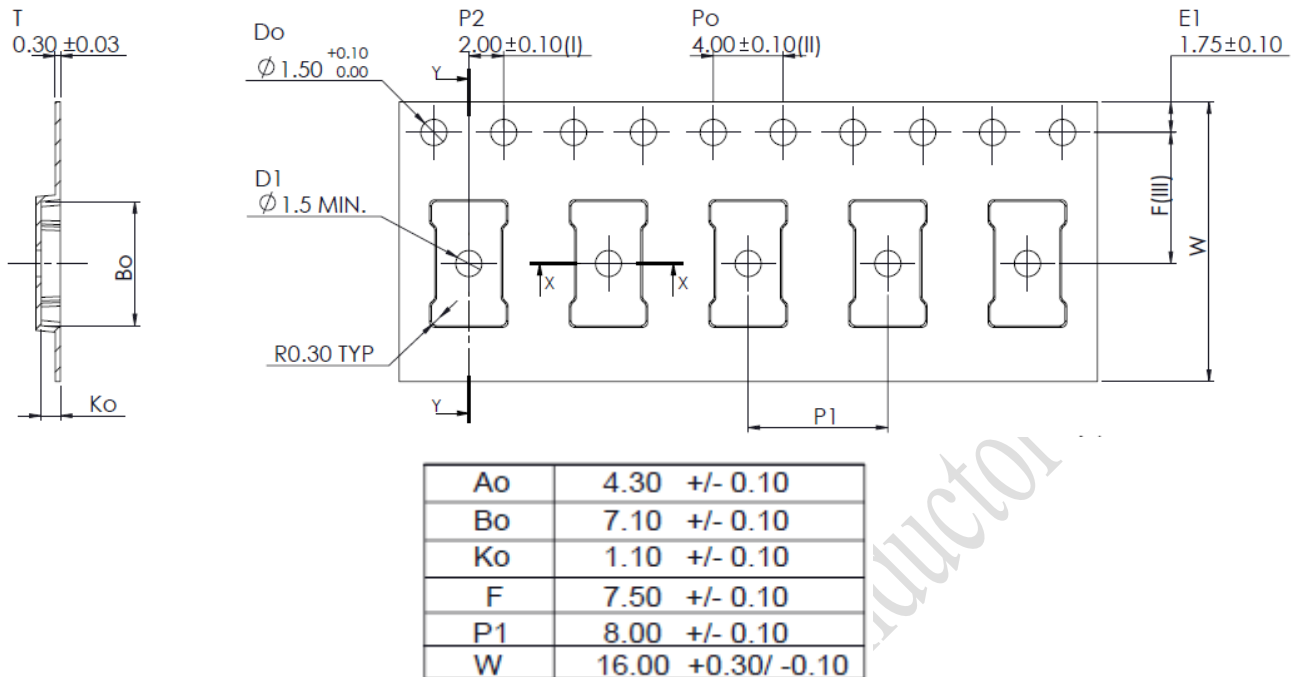 T
0.30 ±0.03
Do
Ø 1.50 +0.10 0.00
P2
2.00±0.10(I)
Po
4.00±0.10(II)
E1
1.75±0.10
Y
D1
Ø 1.5 MIN.
F(III)
W
Bo
X
X
R0.30 TYP
Ko
Y
P1
Ao 4.30 +/- 0.10
Bo 7.10 +/- 0.10
Ko 1.10 +/- 0.10
F 7.50 +/- 0.10
P1 8.00 +/- 0.10
W 16.00 +0.30/ -0.10